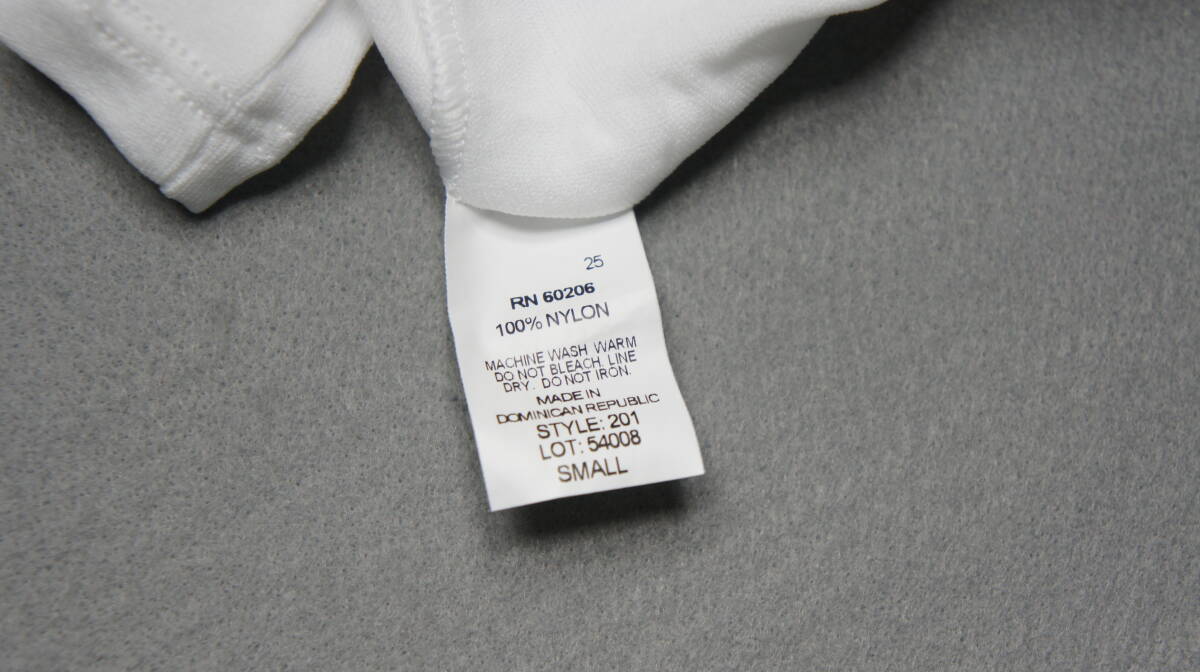 25
RN 60206
100% NYLON
MACHINE WASH WARM
DO NOT BLEACH. LINE
DRY. DO NOT IRON.
MADE IN
DOMINICAN REPUBLIC
STYLE: 201
LOT: 54008
SMALL